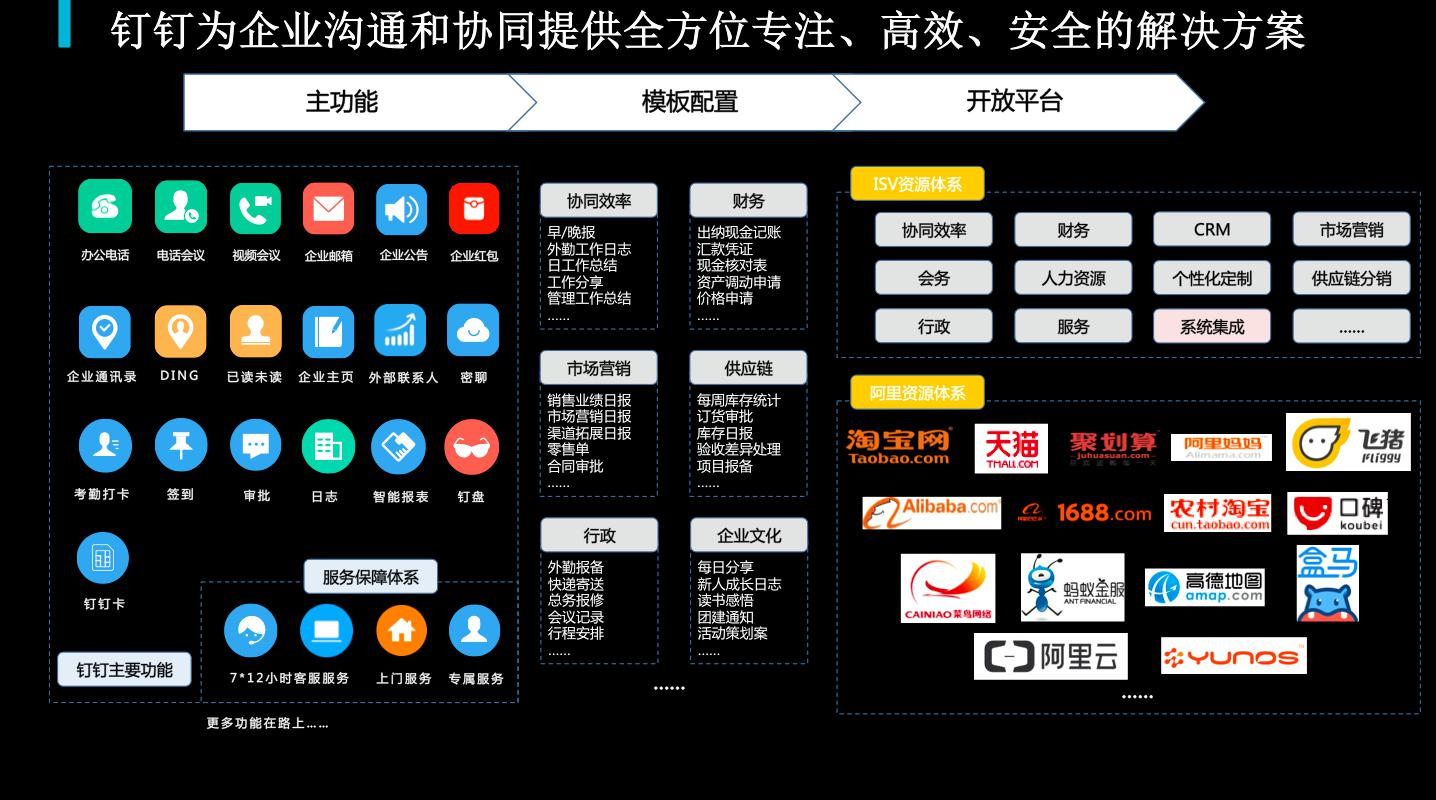 钉钉为企业沟通和协同提供全方位专注、高效、安全的解决方案
主功能
模板配置
开放平台
办公电话
电话会议
视频会议
企业邮箱
企业公告
企业红包
企业通讯录
DING
已读未读
企业主页
外部联系人
密聊
考勤打卡
签到
审批
日志
智能报表
钉盘
钉钉卡
服务保障体系
7*12小时客服服务
上门服务
专属服务
钉钉主要功能
更多功能在路上……
协同效率
早/晚报
外勤工作日志
日工作总结
工作分享
管理工作总结
……
财务
出纳现金记账
汇款凭证
现金核对表
资产调动申请
价格申请
……
市场营销
销售业绩日报
市场营销日报
渠道拓展日报
零售单
合同审批
……
供应链
每周库存统计
订货审批
库存日报
验收差异处理
项目报备
……
行政
外勤报备
快递寄送
总务报修
会议记录
行程安排
……
企业文化
每日分享
新人成长日志
读书感悟
团建通知
活动策划案
……
……
ISV资源体系
协同效率
财务
CRM
市场营销
会务
人力资源
个性化定制
供应链分销
行政
服务
系统集成
……
阿里资源体系
淘宝网
Taobao.com
天猫
TMALL.COM
聚划算
juhuasuan.com
阿里妈妈
Alimama.com
飞猪
Fliggy
Alibaba.com
1688.com
农村淘宝
cun.taobao.com
口碑
koubei
CAINIAO 菜鸟网络
蚂蚁金服
ANT FINANCIAL
高德地图
amap.com
盒马
阿里云
YUNOS
……